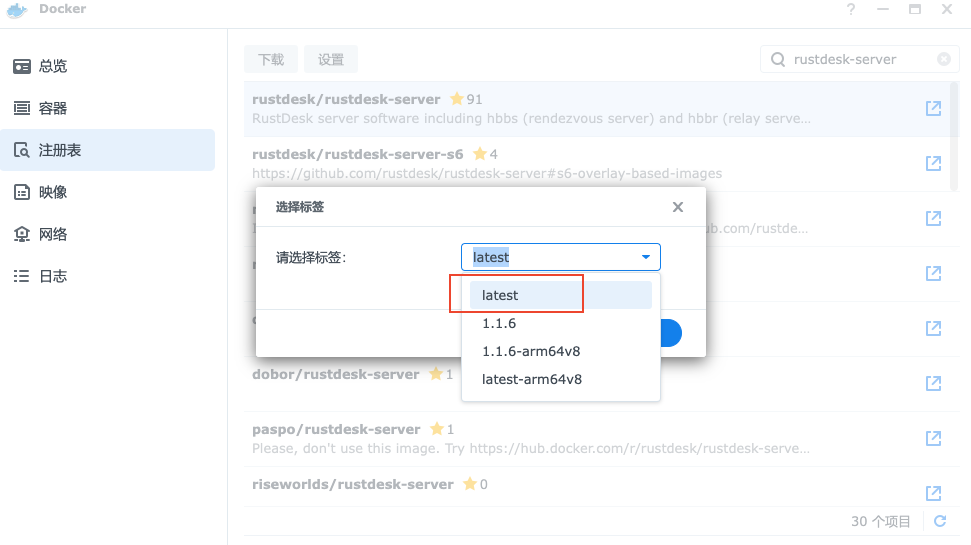 Docker
总览
容器
注册表
映像
网络
日志
下载
设置
rustdesk-server
rustdesk/rustdesk-server 91
RustDesk server software including hbbs (rendezvous server) and hbbr (relay serve...
rustdesk/rustdesk-server-s6 4
https://github.com/rustdesk/rustdesk-server#s6-overlay-based-images
选择标签
ub.com/rustde...
请选择标签:
latest
latest
1.1.6
1.1.6-arm64v8
latest-arm64v8
dobor/rustdesk-server 1
paspo/rustdesk-server 1
Please, don't use this image. Try https://hub.docker.com/r/rustdesk/rustdesk-serve...
riseworlds/rustdesk-server 0
30 个项目